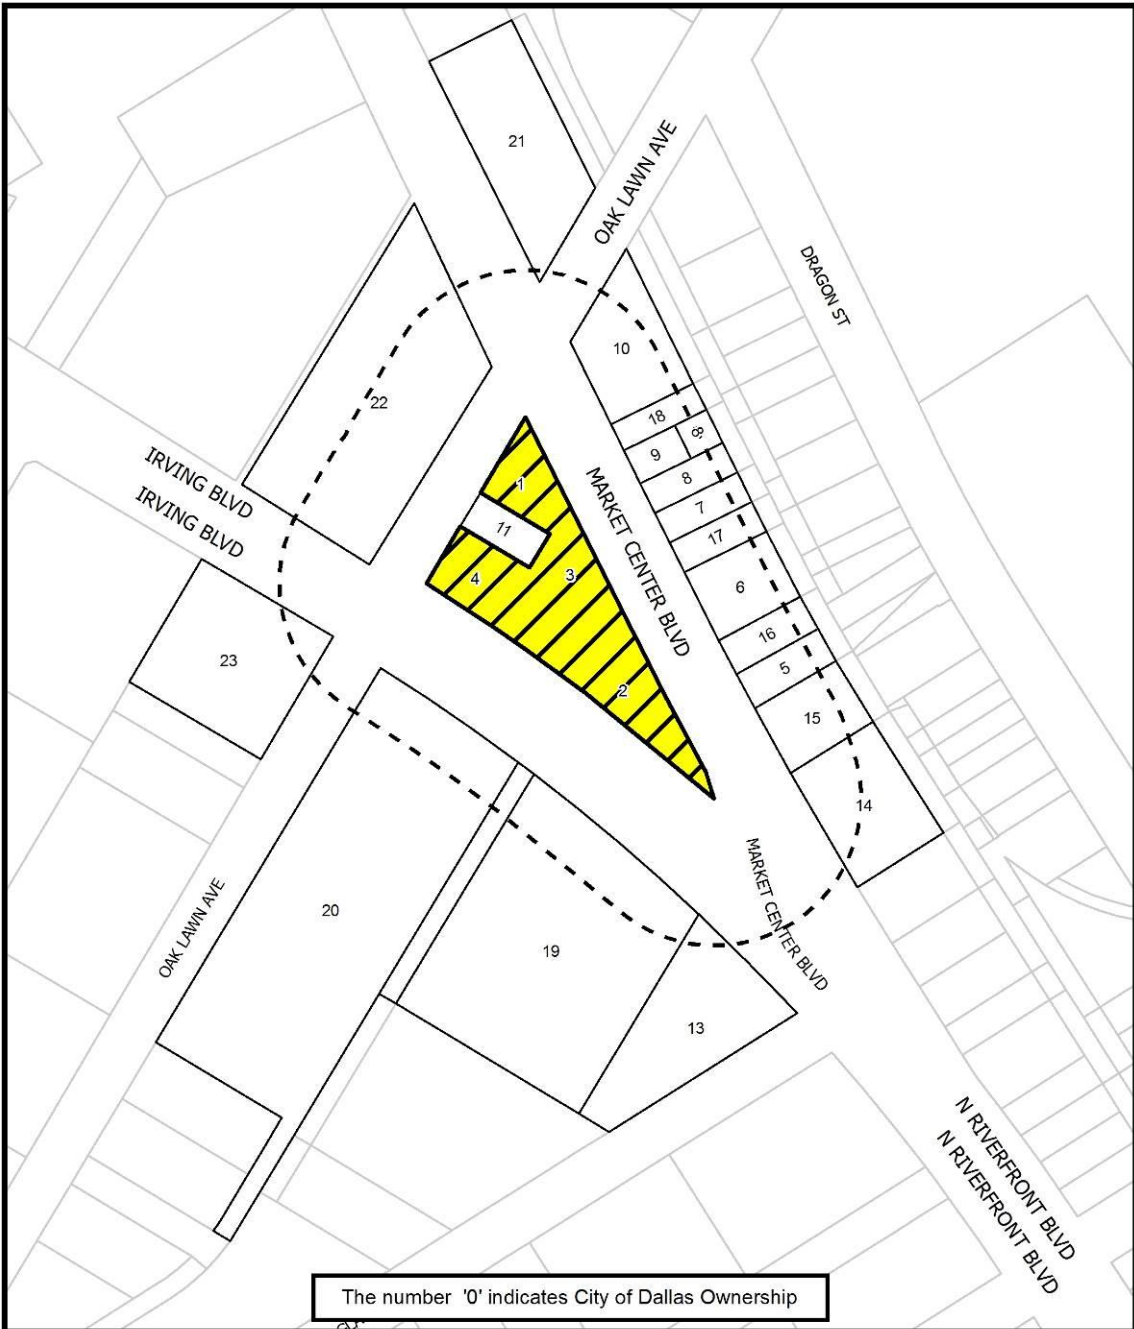 21
OAK LAWN AVE
DRAGON ST
10
22
18
8
9
IRVING BLVD
IRVING BLVD
MARKET CENTER BLVD
1
8
7
11
17
3
4
6
16
23
5
2
15
14
MARKET CENTER BLVD
OAK LAWN AVE
20
19
13
N RIVERFRONT BLVD
N RIVERFRONT BLVD
The number '0' indicates City of Dallas Ownership